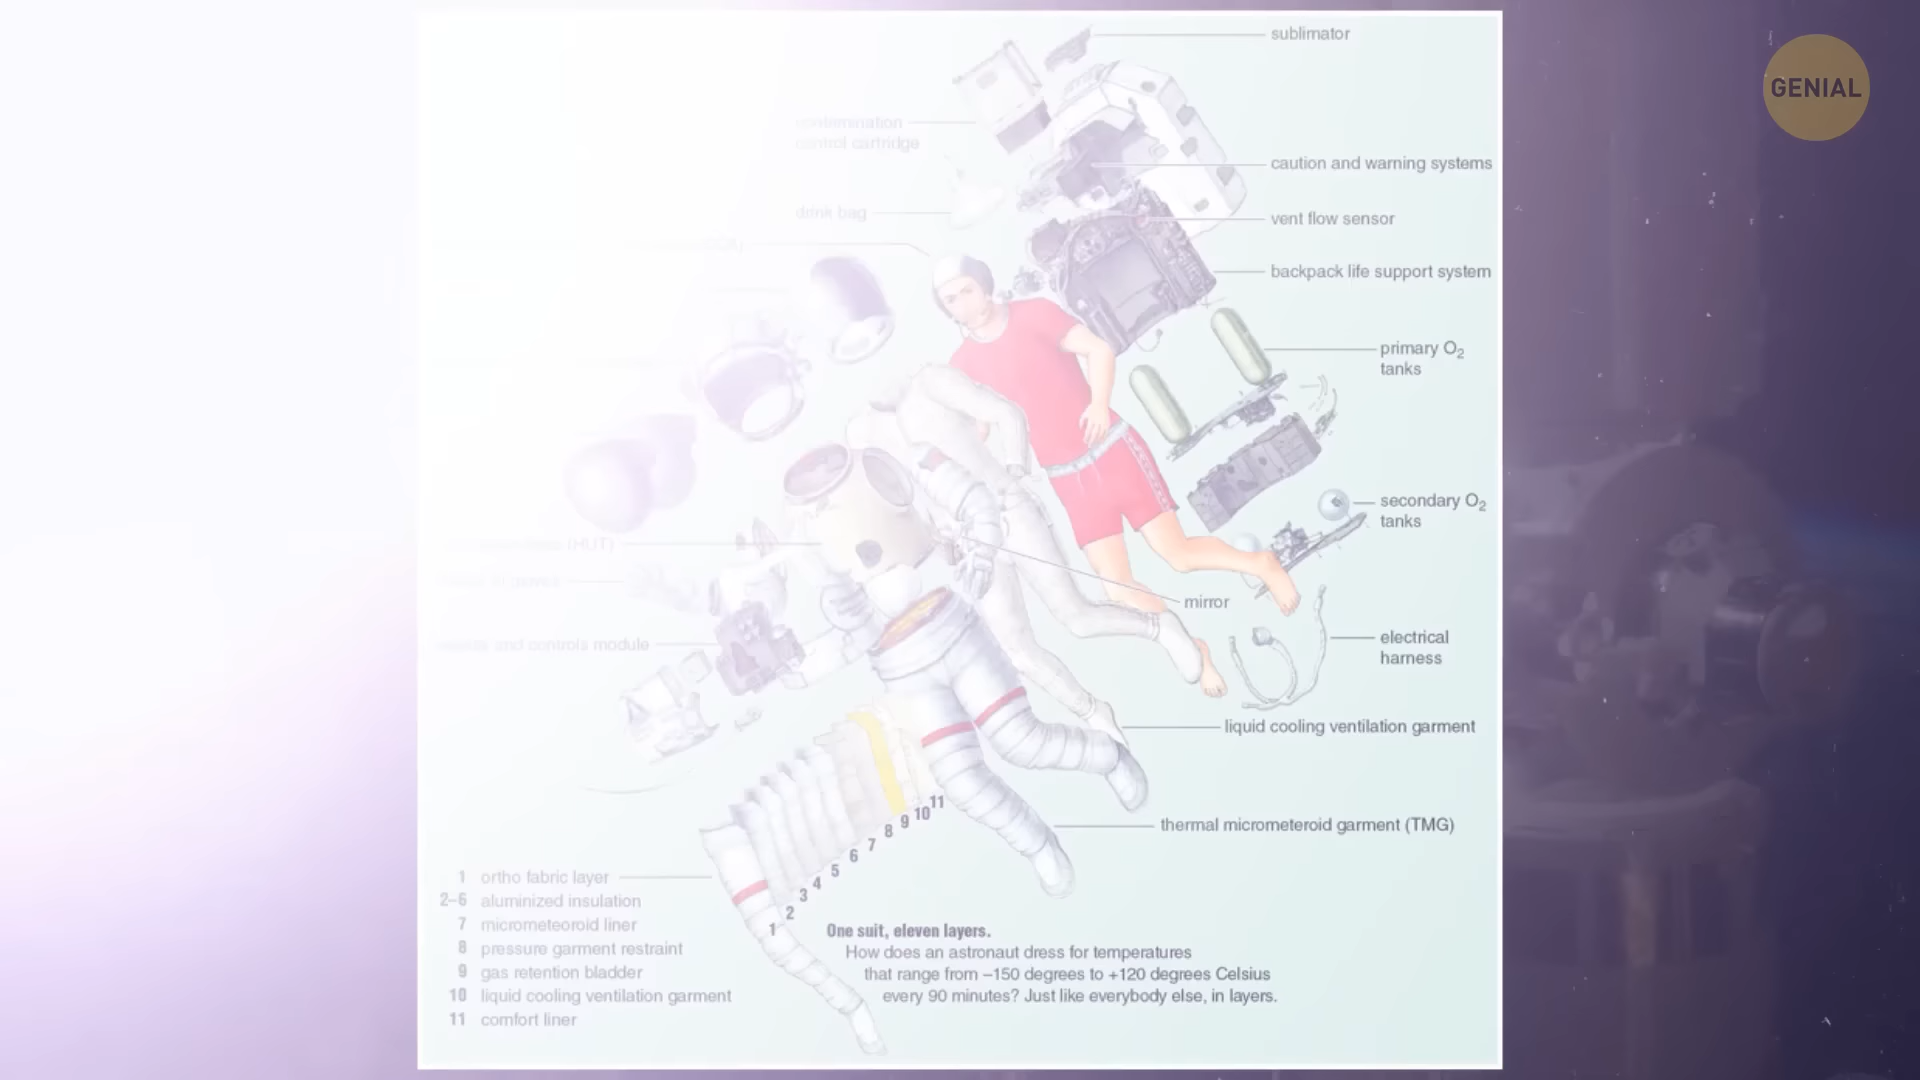 GENIAL
sublimator
contamination
control cartridge
caution and warning systems
drink bag
vent flow sensor
backpack life support system
primary O₂
tanks
secondary O₂
tanks
(HUT)
mirror
and controls module
electrical
harness
liquid cooling ventilation garment
thermal micrometeroid garment (TMG)
1 2 3 4 5 6 7 8 9 10 11
1 ortho fabric layer
2–6 aluminized insulation
7 micrometeoroid liner
8 pressure garment restraint
9 gas retention bladder
10 liquid cooling ventilation garment
11 comfort liner
One suit, eleven layers.
How does an astronaut dress for temperatures
that range from –150 degrees to +120 degrees Celsius
every 90 minutes? Just like everybody else, in layers.